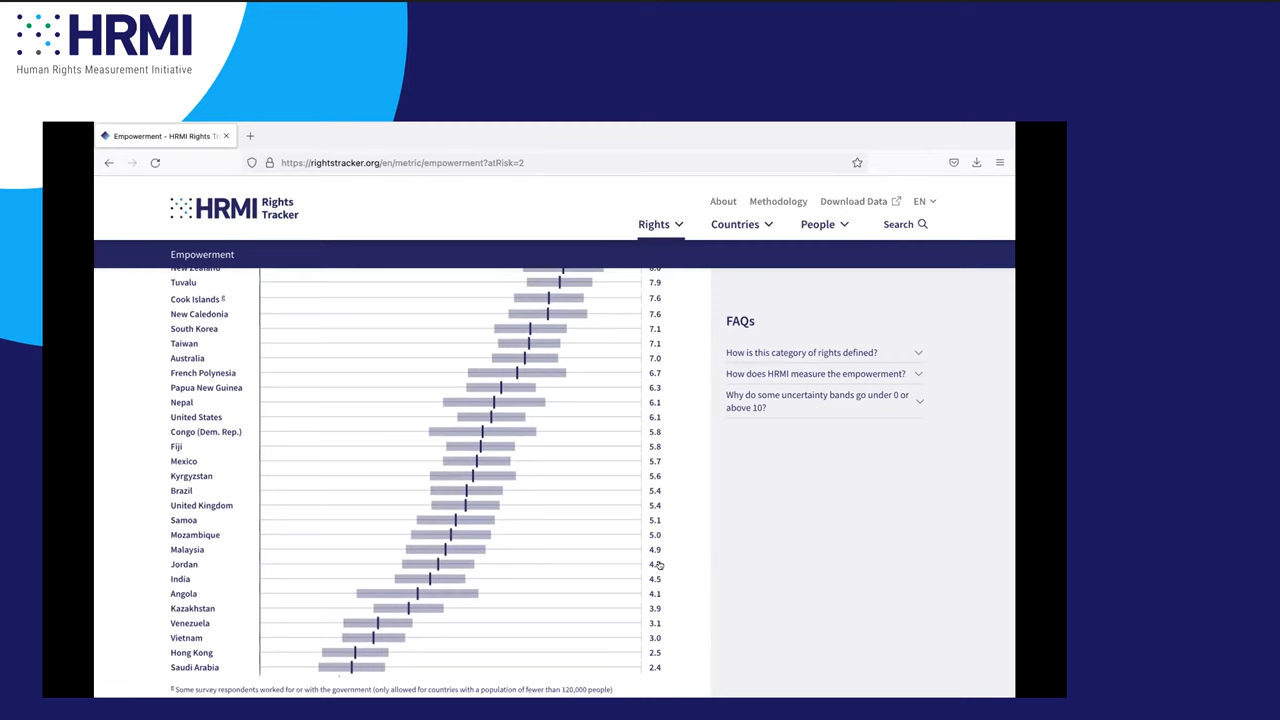 HRMI
Human Rights Measurement Initiative
Empowerment - HRMI Rights Tr
https://rightstracker.org/en/metric/empowerment?atRisk=2
HRMI Rights Tracker
About Methodology Download Data EN
Rights Countries People Search
Empowerment
New Zealand 8.0
Tuvalu 7.9
Cook Islands g 7.6
New Caledonia 7.6
South Korea 7.1
Taiwan 7.1
Australia 7.0
French Polynesia 6.7
Papua New Guinea 6.3
Nepal 6.1
United States 6.1
Congo (Dem. Rep.) 5.8
Fiji 5.8
Mexico 5.7
Kyrgyzstan 5.6
Brazil 5.4
United Kingdom 5.4
Samoa 5.1
Mozambique 5.0
Malaysia 4.9
Jordan
India 4.5
Angola 4.1
Kazakhstan 3.9
Venezuela 3.1
Vietnam 3.0
Hong Kong 2.5
Saudi Arabia 2.4
g Some survey respondents worked for or with the government (only allowed for countries with a population of fewer than 120,000 people)
FAQs
How is this category of rights defined?
How does HRMI measure the empowerment?
Why do some uncertainty bands go under 0 or
above 10?